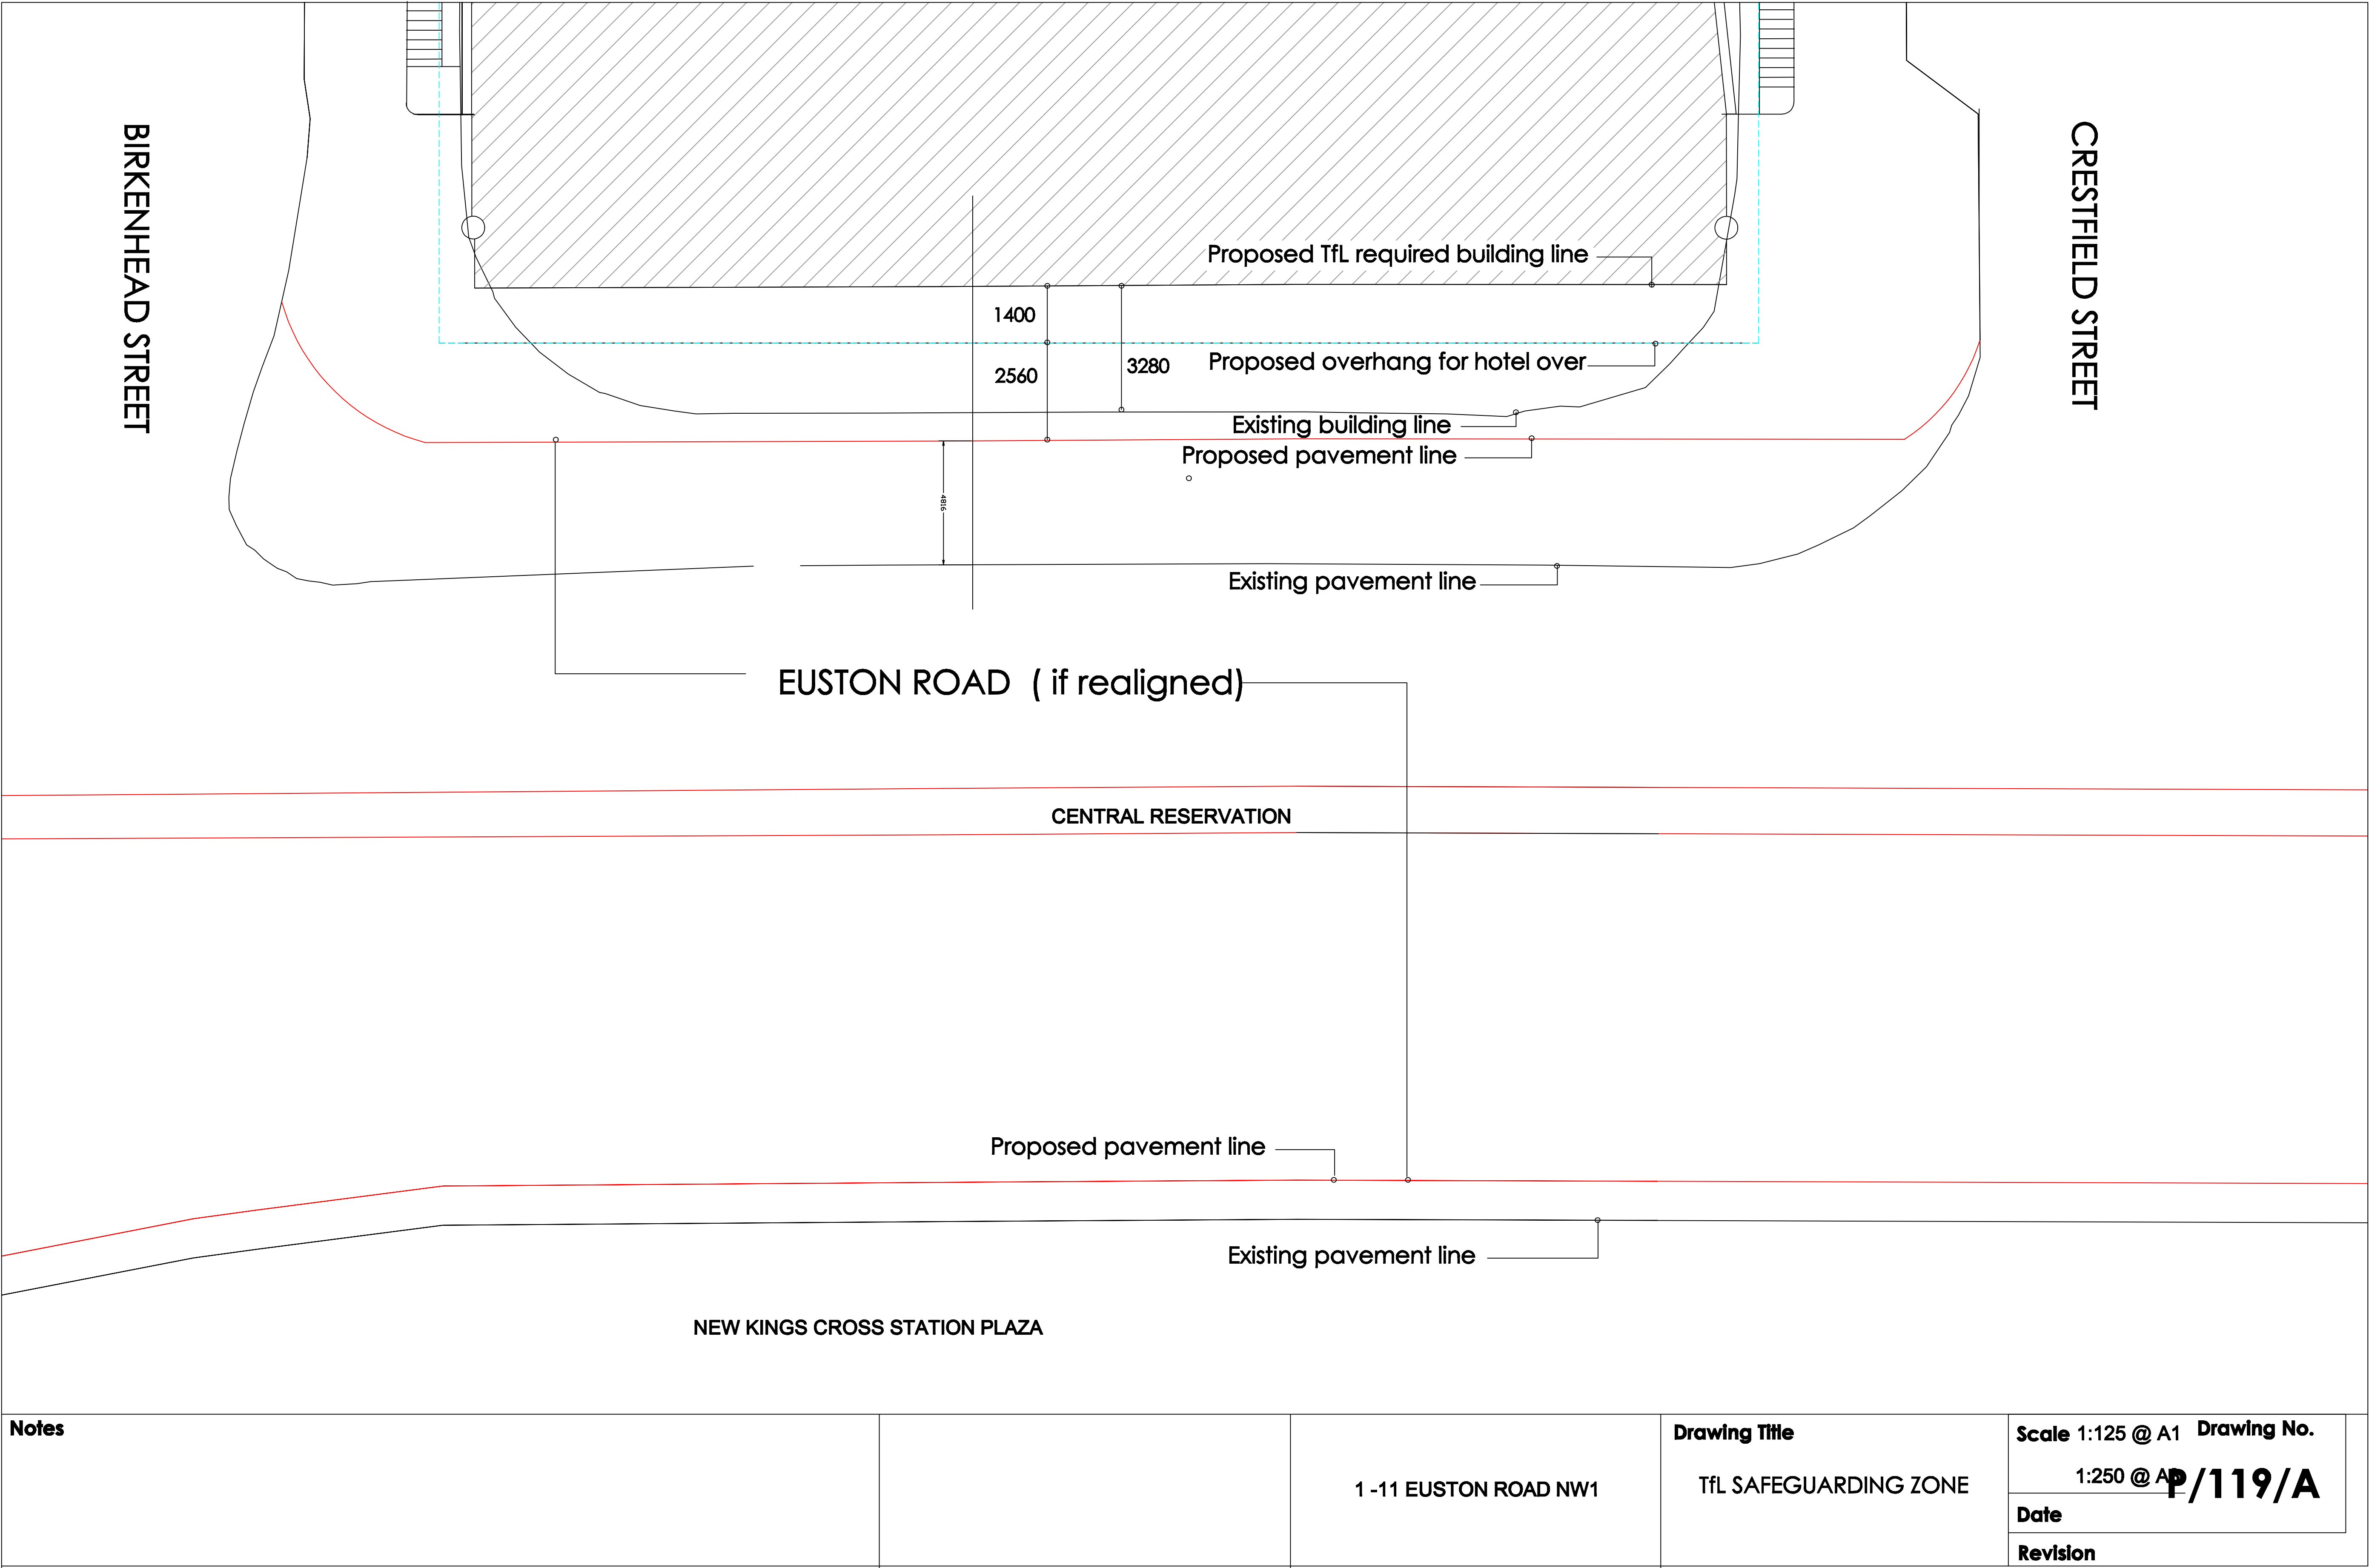 BIRKENHEAD STREET
CRESTFIELD STREET
Proposed TfL required building line
1400
3280
Proposed overhang for hotel over
2560
Existing building line
Proposed pavement line
4816
Existing pavement line
EUSTON ROAD ( if realigned)
CENTRAL RESERVATION
Proposed pavement line
Existing pavement line
NEW KINGS CROSS STATION PLAZA
Notes
1 -11 EUSTON ROAD NW1
Drawing Title
TfL SAFEGUARDING ZONE
Scale 1:125 @ A1
1:250 @
Drawing No.
P/119/A
Date
Revision